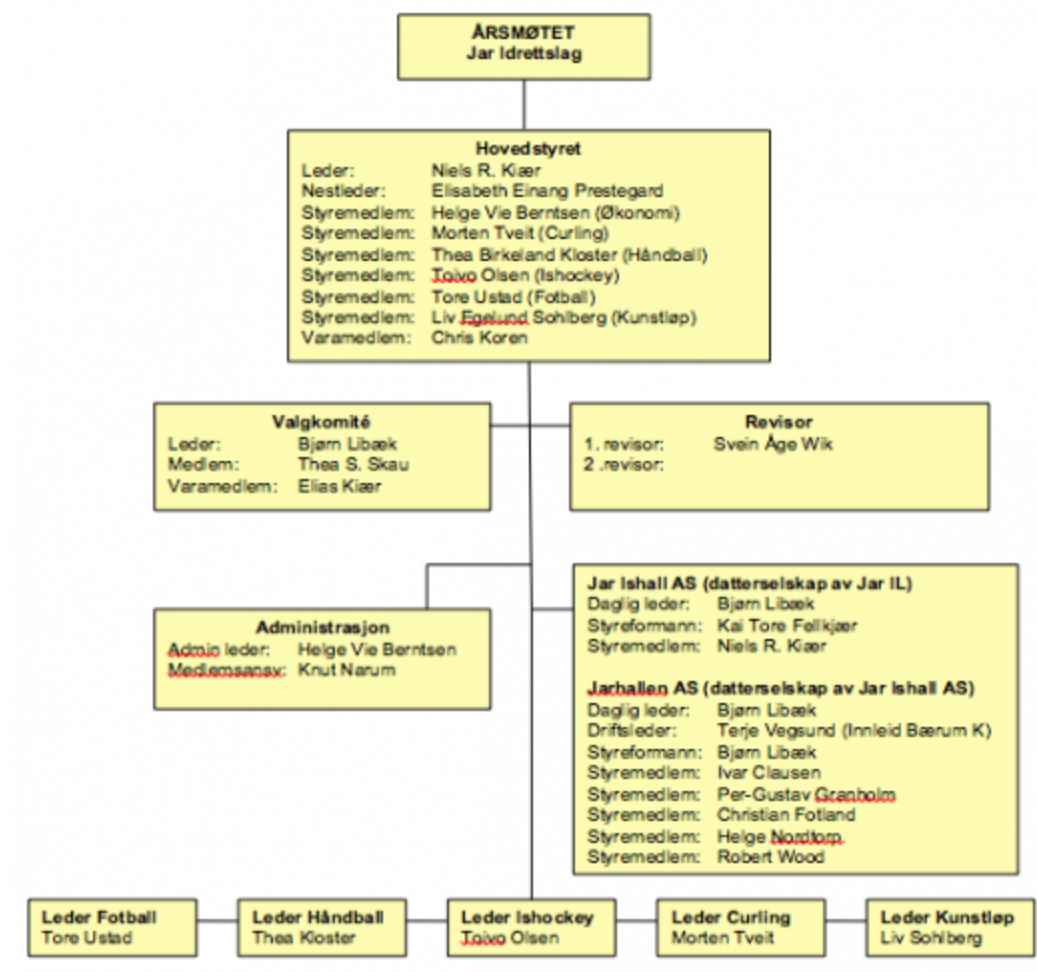 ÅRSMØTET
Jar Idrettslag
Hovedstyret
Leder: Niels R. Kiær
Nestleder: Elisabeth Einang Prestegard
Styremedlem: Helge Vie Berntsen (Økonomi)
Styremedlem: Morten Tveit (Curling)
Styremedlem: Thea Birkeland Kloster (Håndball)
Styremedlem: Toivo Olsen (Ishockey)
Styremedlem: Tore Ustad (Fotball)
Styremedlem: Liv Egelund Sohlberg (Kunstløp)
Varamedlem: Chris Koren
Valgkomité
Leder: Bjørn Libæk
Medlem: Thea S. Skau
Varamedlem: Elias Kiær
Revisor
1. revisor: Svein Åge Wik
2 .revisor:
Administrasjon
Admin leder: Helge Vie Berntsen
Medlemsansv: Knut Narum
Jar Ishall AS (datterselskap av Jar IL)
Daglig leder: Bjørn Libæk
Styreformann: Kai Tore Fellkjær
Styremedlem: Niels R. Kiær
Jarhallen AS (datterselskap av Jar Ishall AS)
Daglig leder: Bjørn Libæk
Driftsleder: Terje Vegsund (Innleid Bærum K)
Styreformann: Bjørn Libæk
Styremedlem: Ivar Clausen
Styremedlem: Per-Gustav Granholm
Styremedlem: Christian Fotland
Styremedlem: Helge Nordtorp
Styremedlem: Robert Wood
Leder Fotball
Tore Ustad
Leder Håndball
Thea Kloster
Leder Ishockey
Toivo Olsen
Leder Curling
Morten Tveit
Leder Kunstløp
Liv Sohlberg